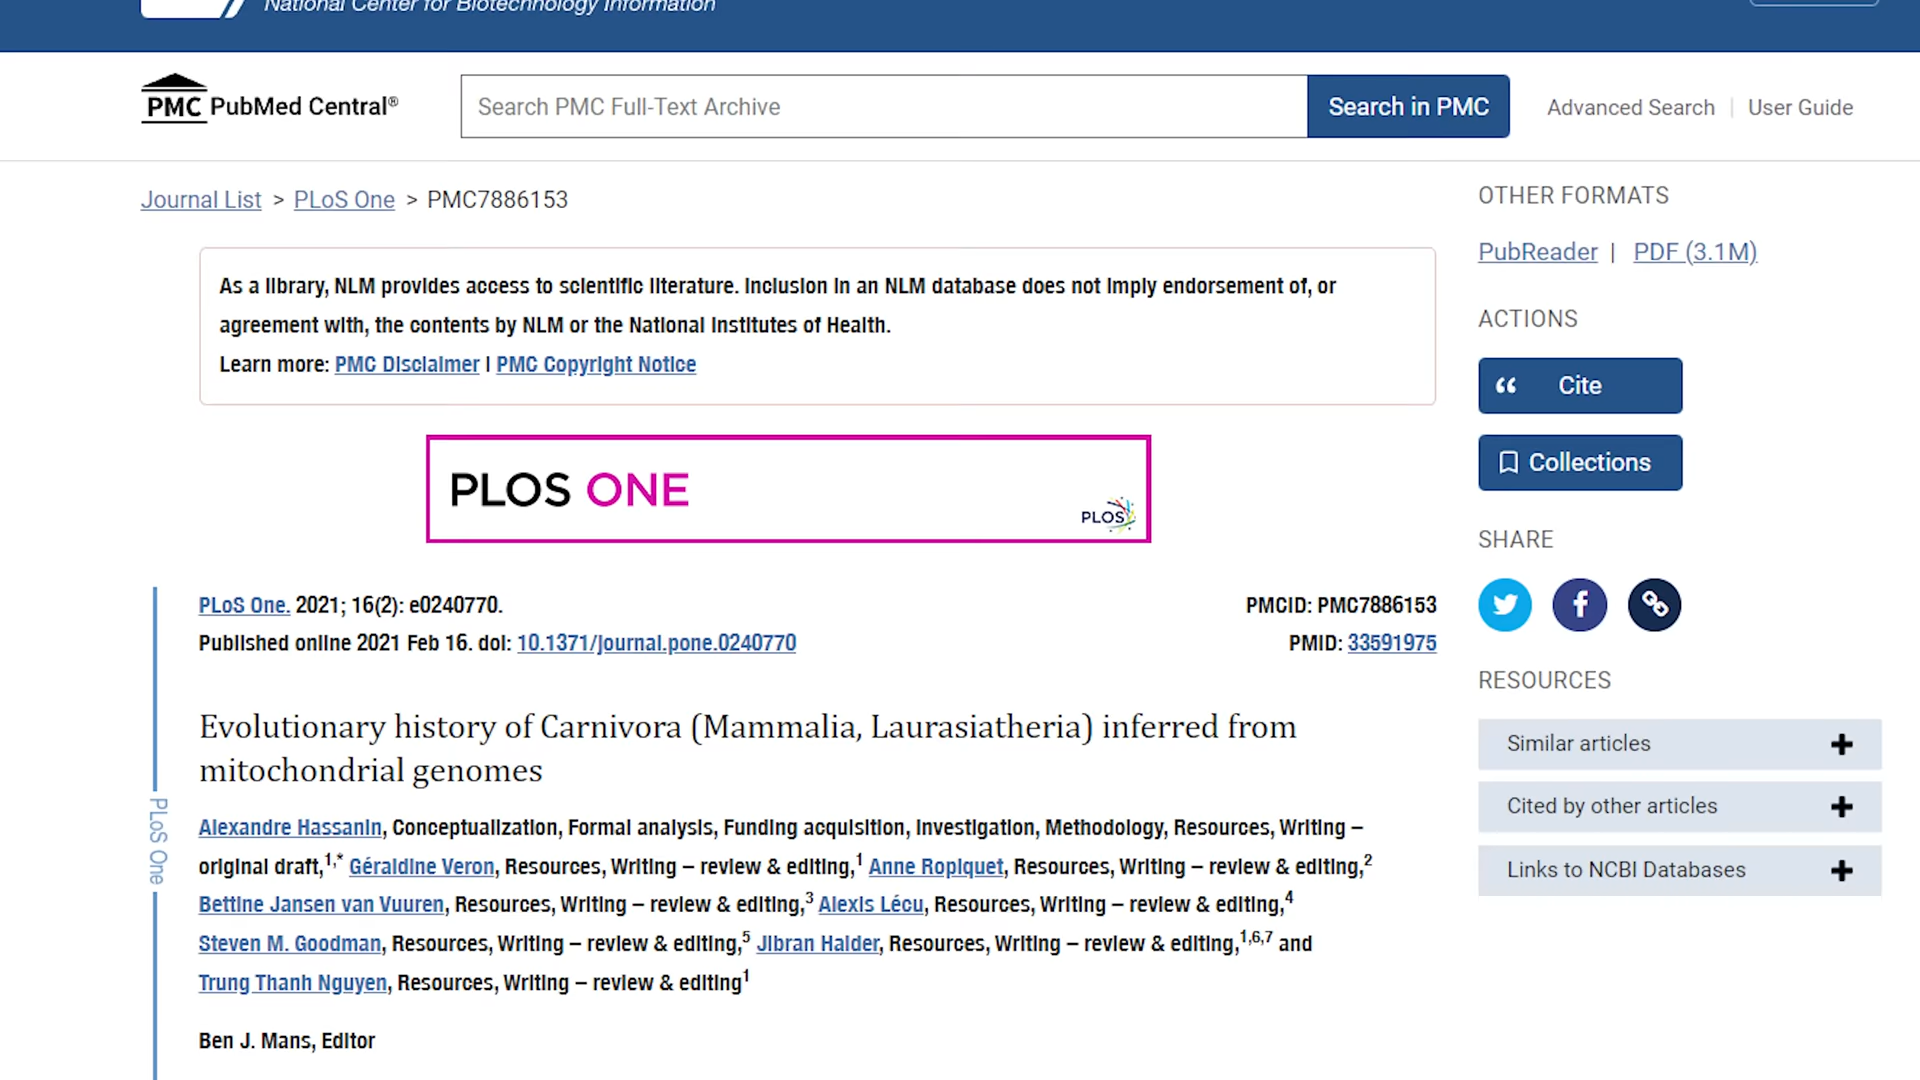 National Center for Biotechnology Information
PMC PubMed Central®
Search PMC Full-Text Archive
Search in PMC
Advanced Search | User Guide
Journal List > PLoS One > PMC7886153
As a library, NLM provides access to scientific literature. Inclusion in an NLM database does not imply endorsement of, or
agreement with, the contents by NLM or the National Institutes of Health.
Learn more: PMC Disclaimer | PMC Copyright Notice
PLOS ONE
PLOS
PLoS One
PLoS One. 2021; 16(2): e0240770.
PMCID: PMC7886153
Published online 2021 Feb 16. doi: 10.1371/journal.pone.0240770
PMID: 33591975
Evolutionary history of Carnivora (Mammalia, Laurasiatheria) inferred from
mitochondrial genomes
Alexandre Hassanin, Conceptualization, Formal analysis, Funding acquisition, Investigation, Methodology, Resources, Writing –
original draft,1,* Géraldine Veron, Resources, Writing – review & editing,1 Anne Ropiquet, Resources, Writing – review & editing,2
Bettine Jansen van Vuuren, Resources, Writing – review & editing,3 Alexis Lécu, Resources, Writing – review & editing,4
Steven M. Goodman, Resources, Writing – review & editing,5 Jibran Haider, Resources, Writing – review & editing,1,6,7 and
Trung Thanh Nguyen, Resources, Writing – review & editing1
Ben J. Mans, Editor
OTHER FORMATS
PubReader | PDF (3.1M)
ACTIONS
Cite
Collections
SHARE
RESOURCES
Similar articles
Cited by other articles
Links to NCBI Databases